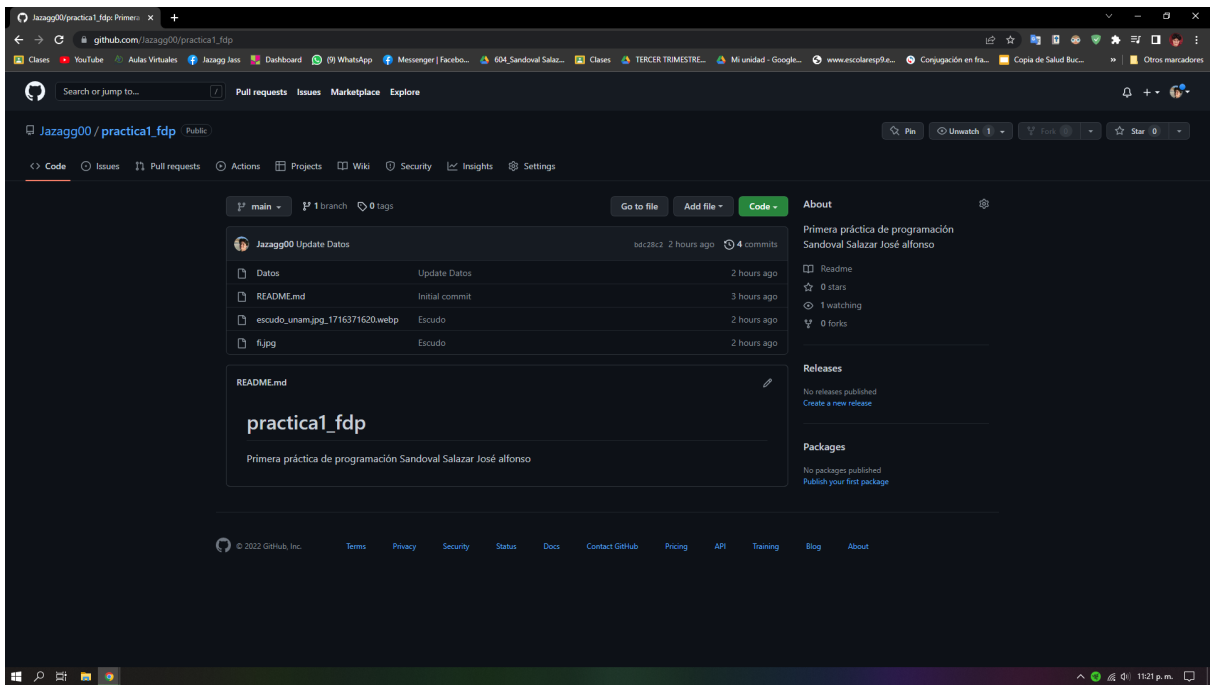 Jazagg00/practica1_fdp: Primera
github.com/Jazagg00/practica1_fdp
Clases YouTube Aulas Virtuales Jazagg Jass Dashboard (9) WhatsApp Messenger | Facebo... 604_Sandoval Salaz... Clases TERCER TRIMESTRE... Mi unidad - Google... www.escolaresp9.e... Conjugación en fra... Copia de Salud Buc... » Otros marcadores
Search or jump to... / Pull requests Issues Marketplace Explore
Jazagg00 / practica1_fdp Public Pin Unwatch 1 Fork 0 Star 0
Code Issues Pull requests Actions Projects Wiki Security Insights Settings
main 1 branch 0 tags Go to file Add file Code
Jazagg00 Update Datos bdc28c2 2 hours ago 4 commits
Datos Update Datos 2 hours ago
README.md Initial commit 3 hours ago
escudo_unam.jpg_1716371620.webp Escudo 2 hours ago
fi.jpg Escudo 2 hours ago
README.md
practica1_fdp
Primera práctica de programación Sandoval Salazar José alfonso
About
Primera práctica de programación
Sandoval Salazar José alfonso
Readme
0 stars
1 watching
0 forks
Releases
No releases published
Create a new release
Packages
No packages published
Publish your first package
© 2022 GitHub, Inc. Terms Privacy Security Status Docs Contact GitHub Pricing API Training Blog About
11:21 p. m.